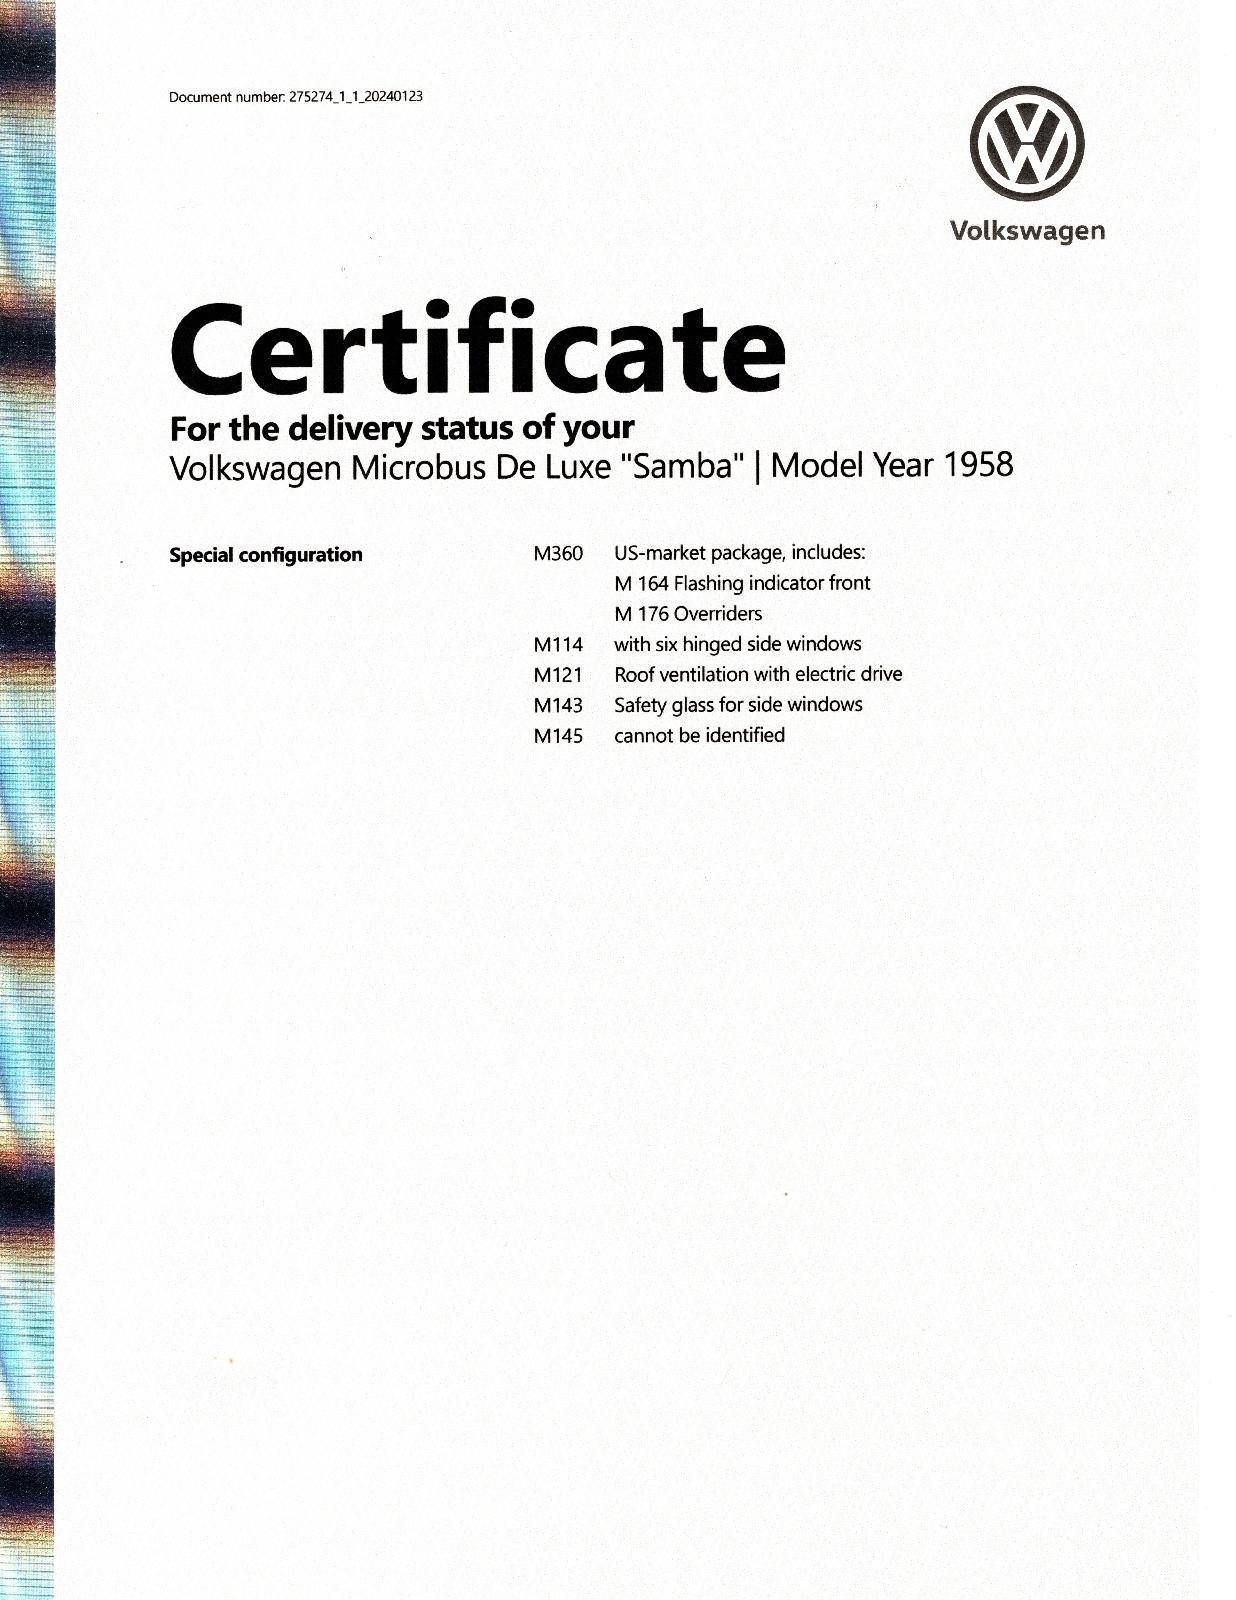 Document number: 275274_1_1_20240123
Volkswagen
Certificate
For the delivery status of your
Volkswagen Microbus De Luxe "Samba" | Model Year 1958
Special configuration
M360 US-market package, includes:
M 164 Flashing indicator front
M 176 Overriders
M114 with six hinged side windows
M121 Roof ventilation with electric drive
M143 Safety glass for side windows
M145 cannot be identified